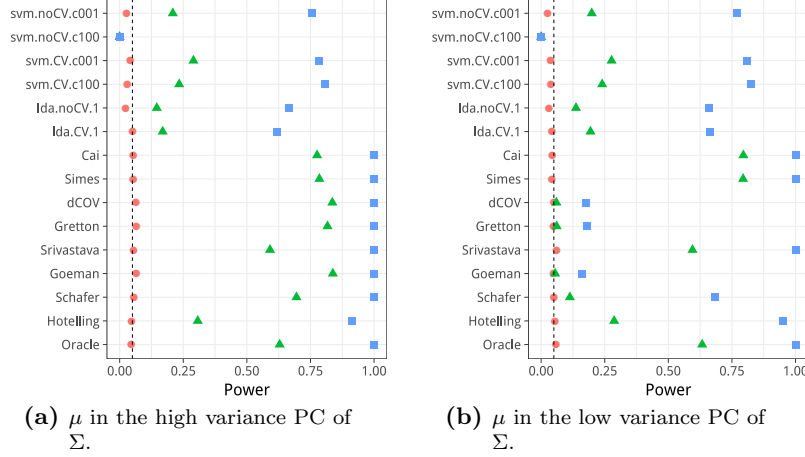 svm.noCV.c001
svm.noCV.c100
svm.CV.c001
svm.CV.c100
lda.noCV.1
lda.CV.1
Cai
Simes
dCOV
Gretton
Srivastava
Goeman
Schafer
Hotelling
Oracle
0.00 0.25 0.50 0.75 1.00
Power
(a) μ in the high variance PC of
Σ.
svm.noCV.c001
svm.noCV.c100
svm.CV.c001
svm.CV.c100
lda.noCV.1
lda.CV.1
Cai
Simes
dCOV
Gretton
Srivastava
Goeman
Schafer
Hotelling
Oracle
0.00 0.25 0.50 0.75 1.00
Power
(b) μ in the low variance PC of
Σ.